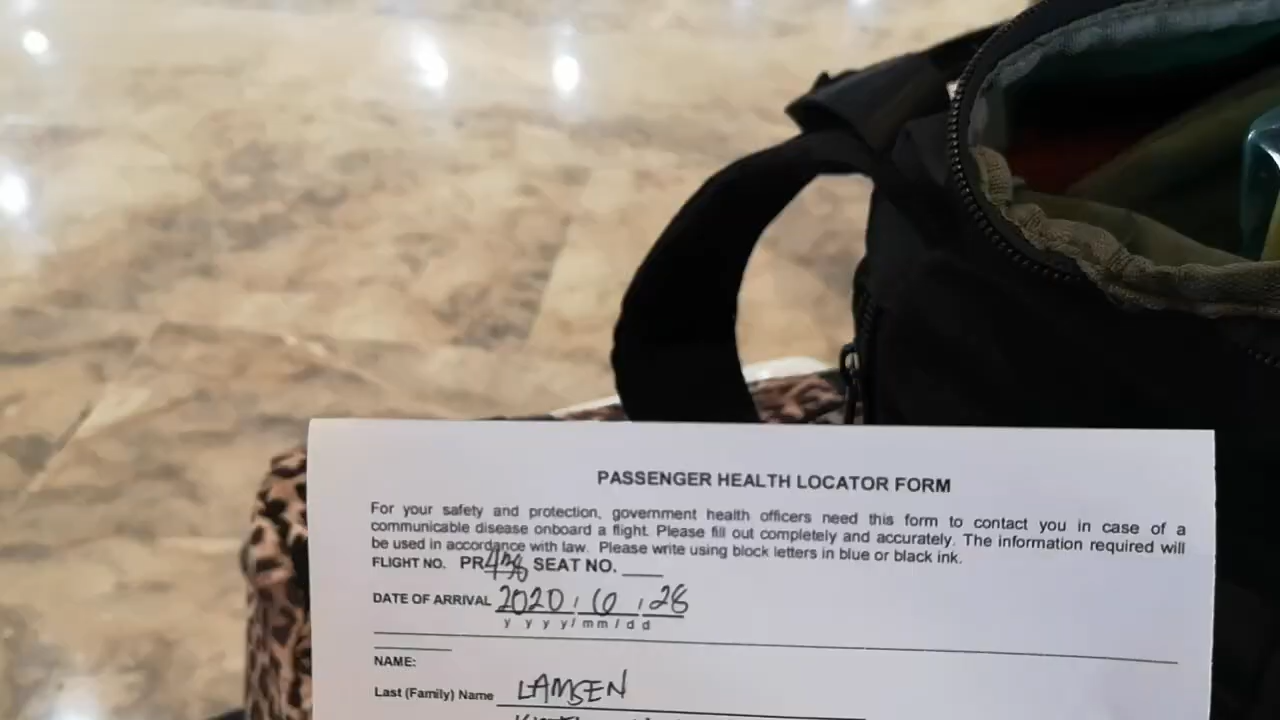 PASSENGER HEALTH LOCATOR FORM
For your safety and protection, government health officers need this form to contact you in case of a
communicable disease onboard a flight. Please fill out completely and accurately. The information required will
be used in accordance with law. Please write using block letters in blue or black ink.
FLIGHT NO. PR SEAT NO. ____
DATE OF ARRIVAL 2020 / 10 / 28
y y y y / m m / d d
NAME:
Last (Family) Name LAMSEN